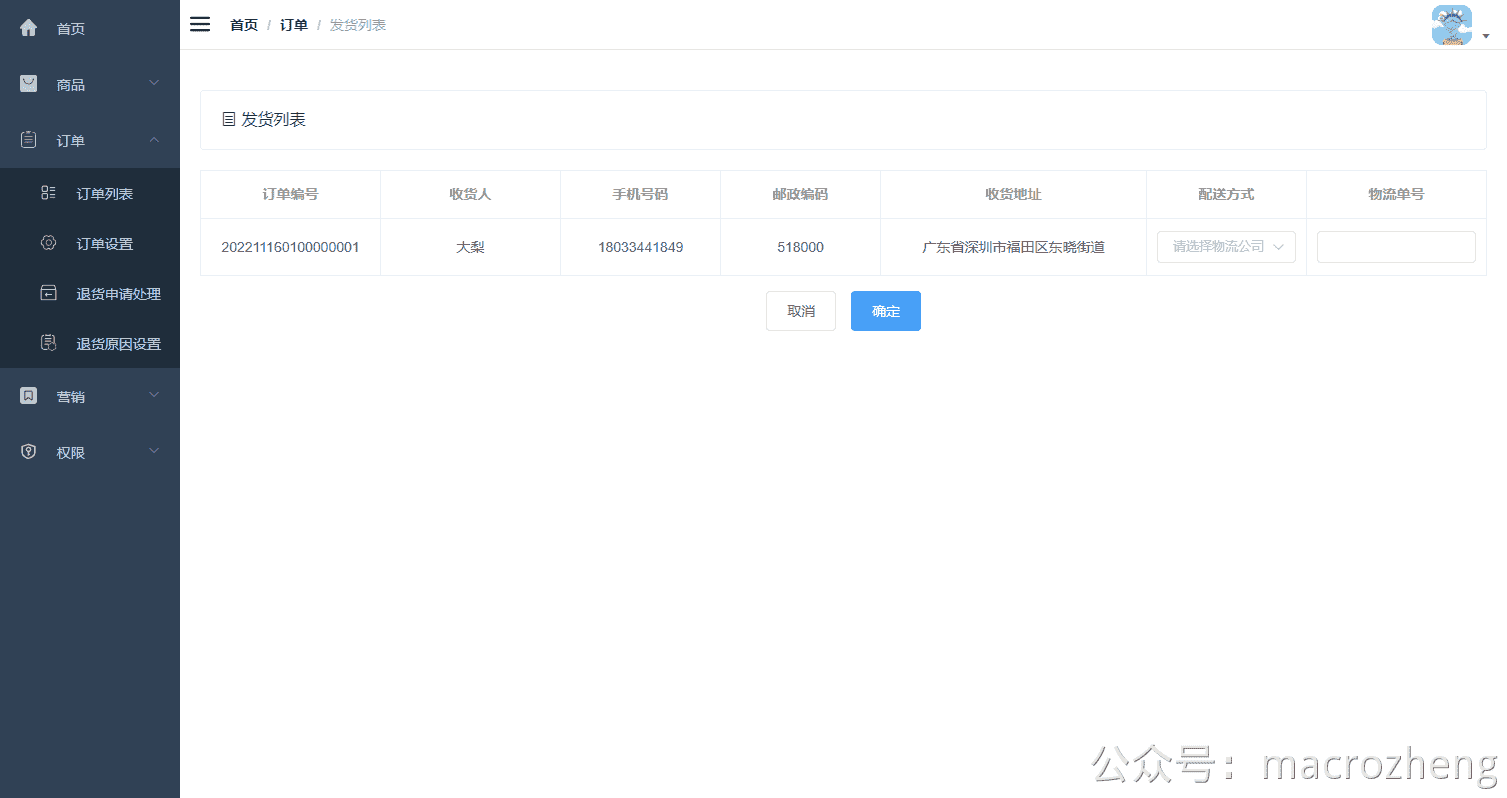 首页
商品
订单
订单列表
订单设置
退货申请处理
退货原因设置
营销
权限
首页 / 订单 / 发货列表
发货列表
订单编号 收货人 手机号码 邮政编码 收货地址 配送方式 物流单号
202211160100000001 大梨 18033441849 518000 广东省深圳市福田区东晓街道 请选择物流公司
取消 确定
公众号：macrozheng